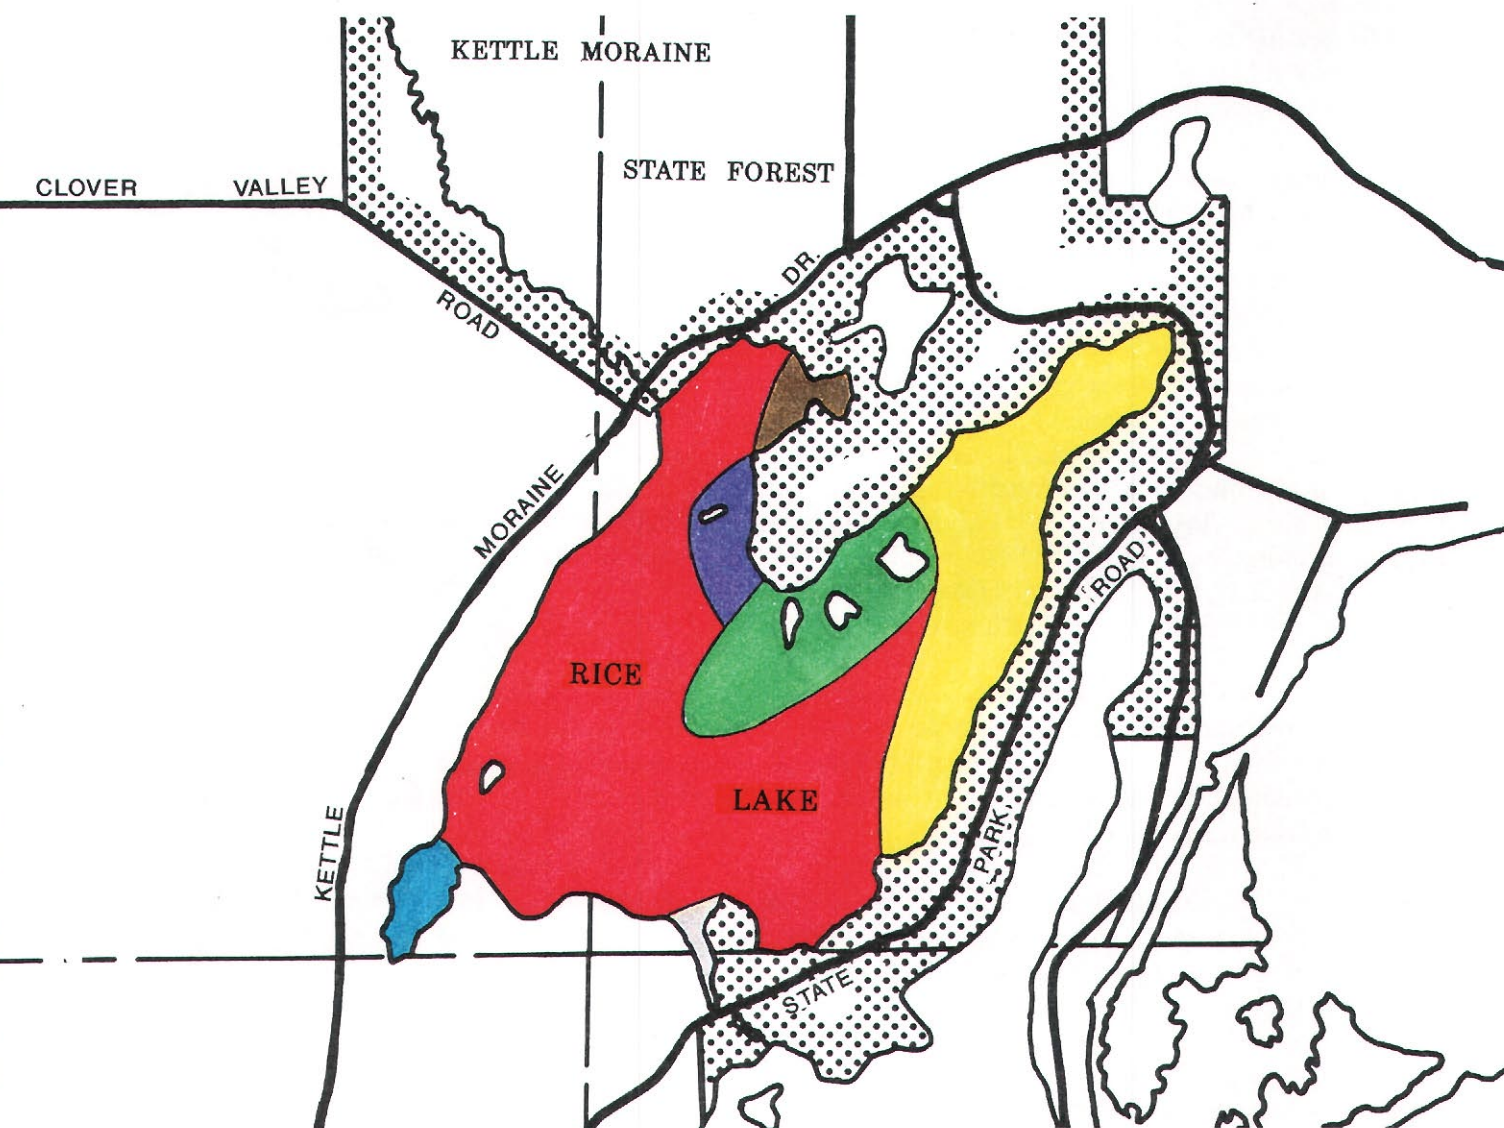 KETTLE MORAINE
STATE FOREST
CLOVER VALLEY
ROAD
DR.
MORAINE
KETTLE
RICE
LAKE
ROAD
PARK
STATE